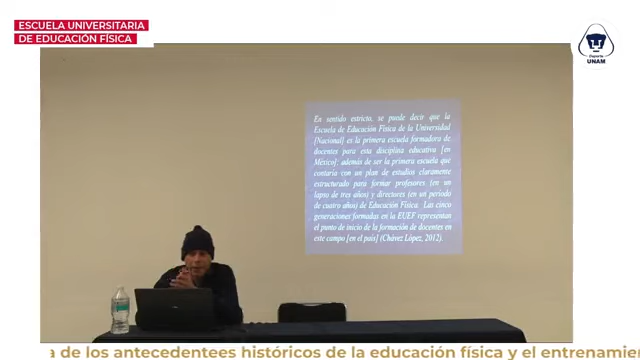 ESCUELA UNIVERSITARIA
DE EDUCACIÓN FÍSICA
Deporte
UNAM
En sentido estricto, se puede decir que la
Escuela de Educación Física de la Universidad
[Nacional] es la primera escuela formadora de
docentes para esta disciplina educativa [en
México]; además de ser la primera escuela que
contaría con un plan de estudios claramente
estructurado para formar profesores (en un
lapso de tres años) y directores (en un periodo
de cuatro años) de Educación Física. Las cinco
generaciones formadas en la EUEF representan
el punto de inicio de la formación de docentes en
este campo [en el país] (Chávez López, 2012).
a de los antecedentees históricos de la educación física y el entrenamie